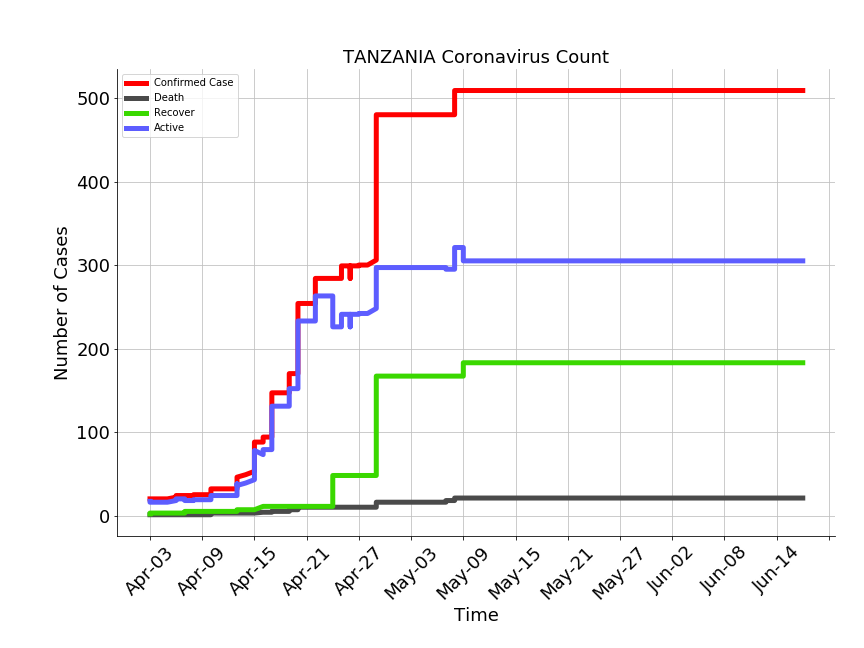 TANZANIA Coronavirus Count
Confirmed Case
Death
Recover
Active
Number of Cases
500
400
300
200
100
0
Apr-03
Apr-09
Apr-15
Apr-21
Apr-27
May-03
May-09
May-15
May-21
May-27
Jun-02
Jun-08
Jun-14
Time